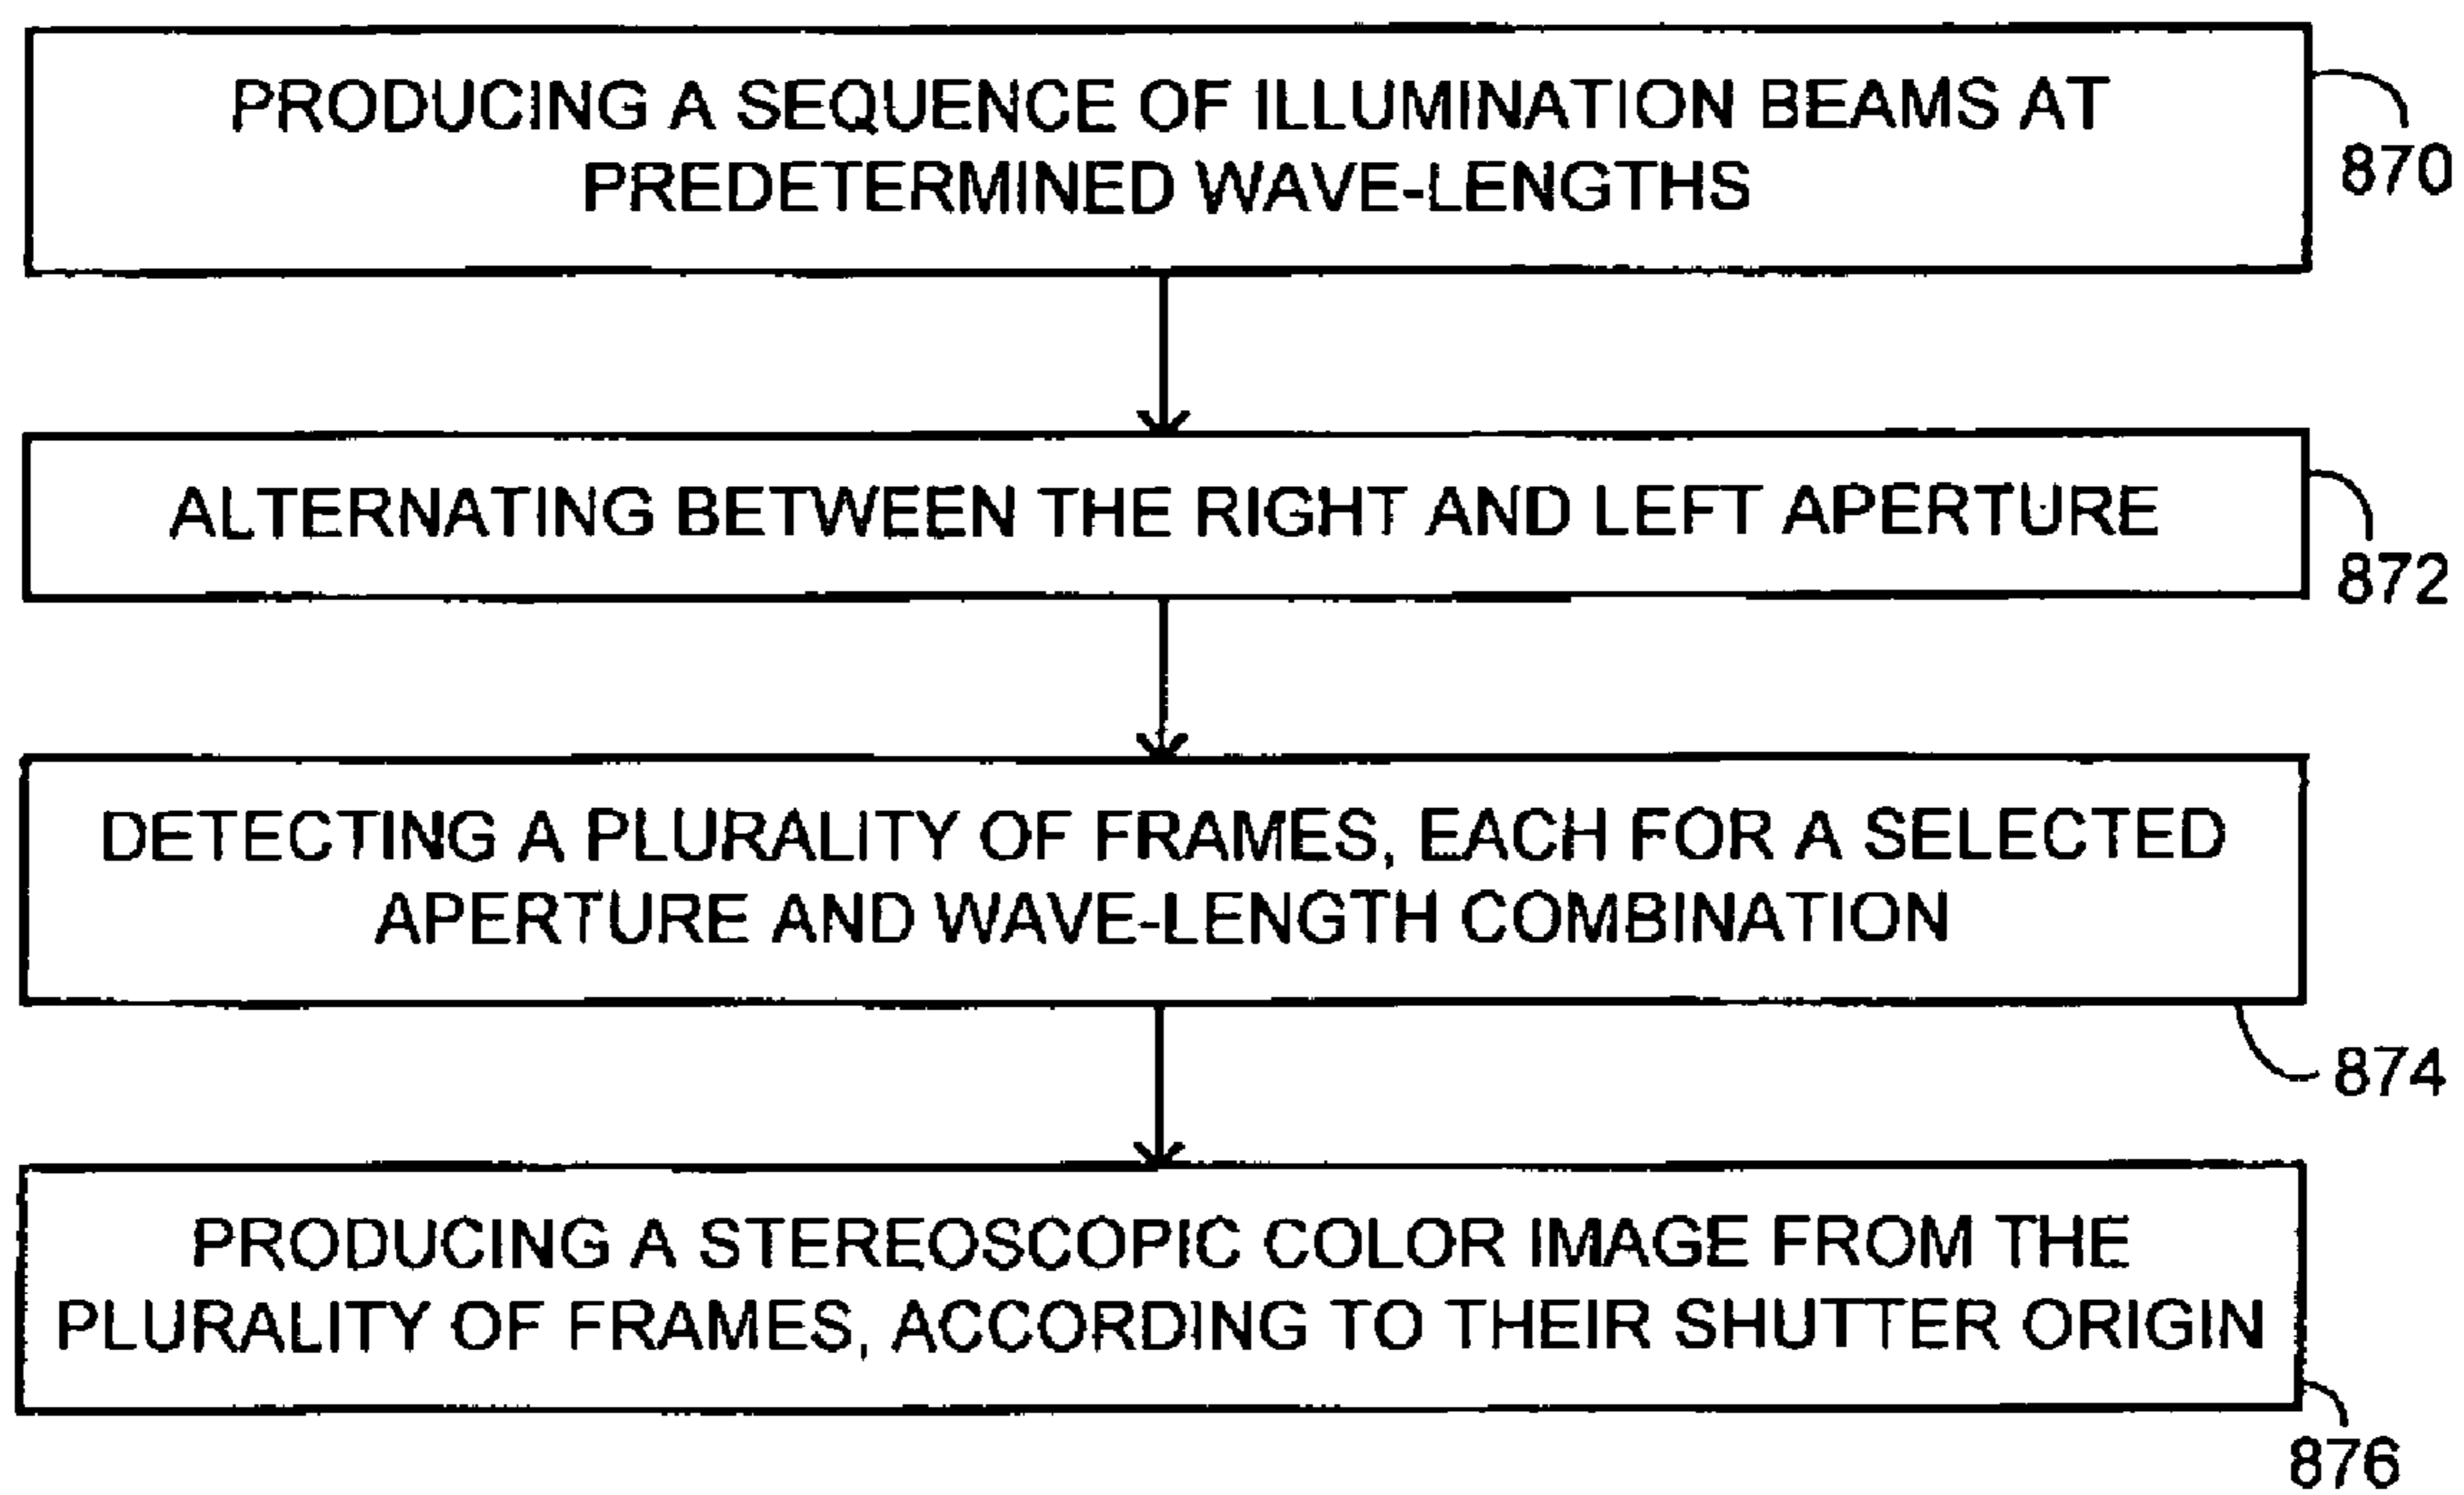 PRODUCING A SEQUENCE OF ILLUMINATION BEAMS AT
PREDETERMINED WAVE-LENGTHS
870
ALTERNATING BETWEEN THE RIGHT AND LEFT APERTURE
872
DETECTING A PLURALITY OF FRAMES, EACH FOR A SELECTED
APERTURE AND WAVE-LENGTH COMBINATION
874
PRODUCING A STEREOSCOPIC COLOR IMAGE FROM THE
PLURALITY OF FRAMES, ACCORDING TO THEIR SHUTTER ORIGIN
876